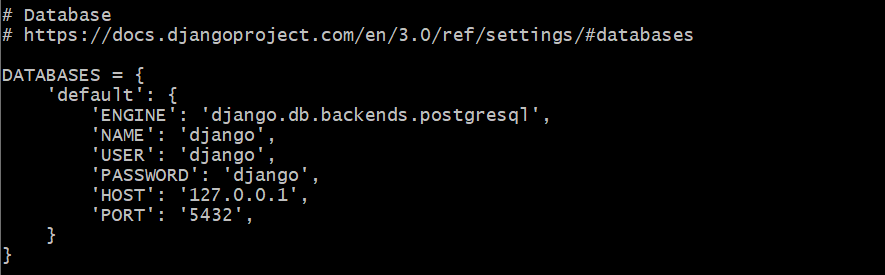 # Database
# https://docs.djangoproject.com/en/3.0/ref/settings/#databases

DATABASES = {
    'default': {
        'ENGINE': 'django.db.backends.postgresql',
        'NAME': 'django',
        'USER': 'django',
        'PASSWORD': 'django',
        'HOST': '127.0.0.1',
        'PORT': '5432',
    }
}